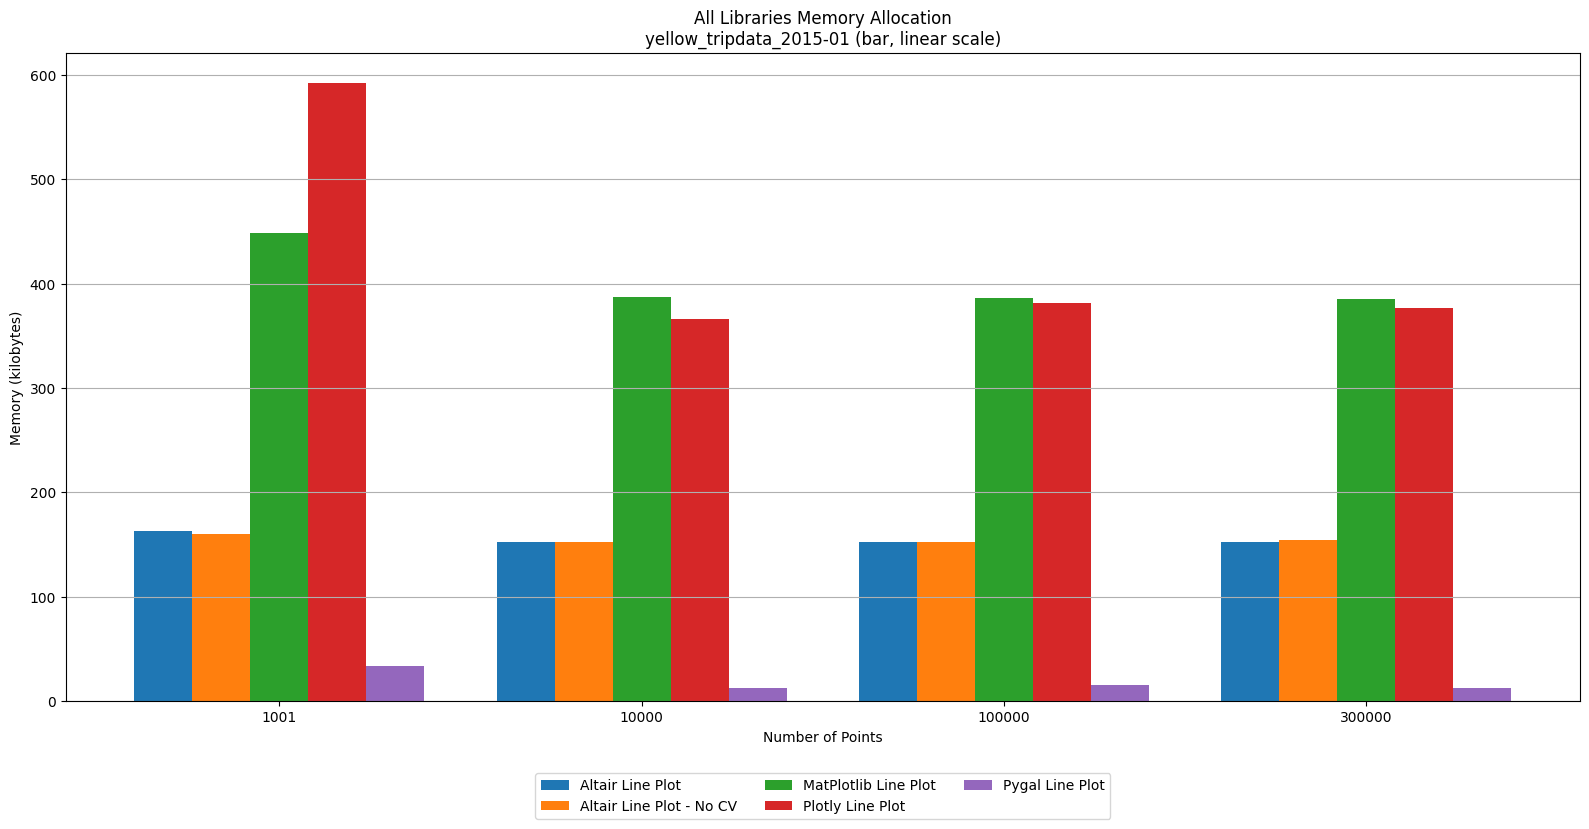 All Libraries Memory Allocation
yellow_tripdata_2015-01 (bar, linear scale)
Memory (kilobytes)
600
500
400
300
200
100
0
1001 10000 100000 300000
Number of Points
Altair Line Plot MatPlotlib Line Plot Pygal Line Plot
Altair Line Plot - No CV Plotly Line Plot